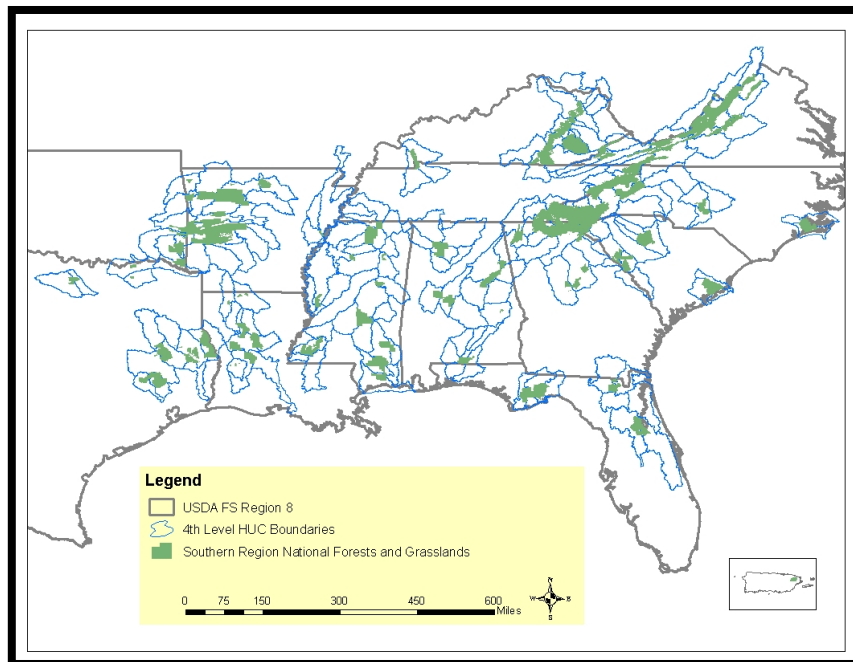 Legend
USDA FS Region 8
4th Level HUC Boundaries
Southern Region National Forests and Grasslands
0 75 150 300 450 600
Miles
N
W E
S